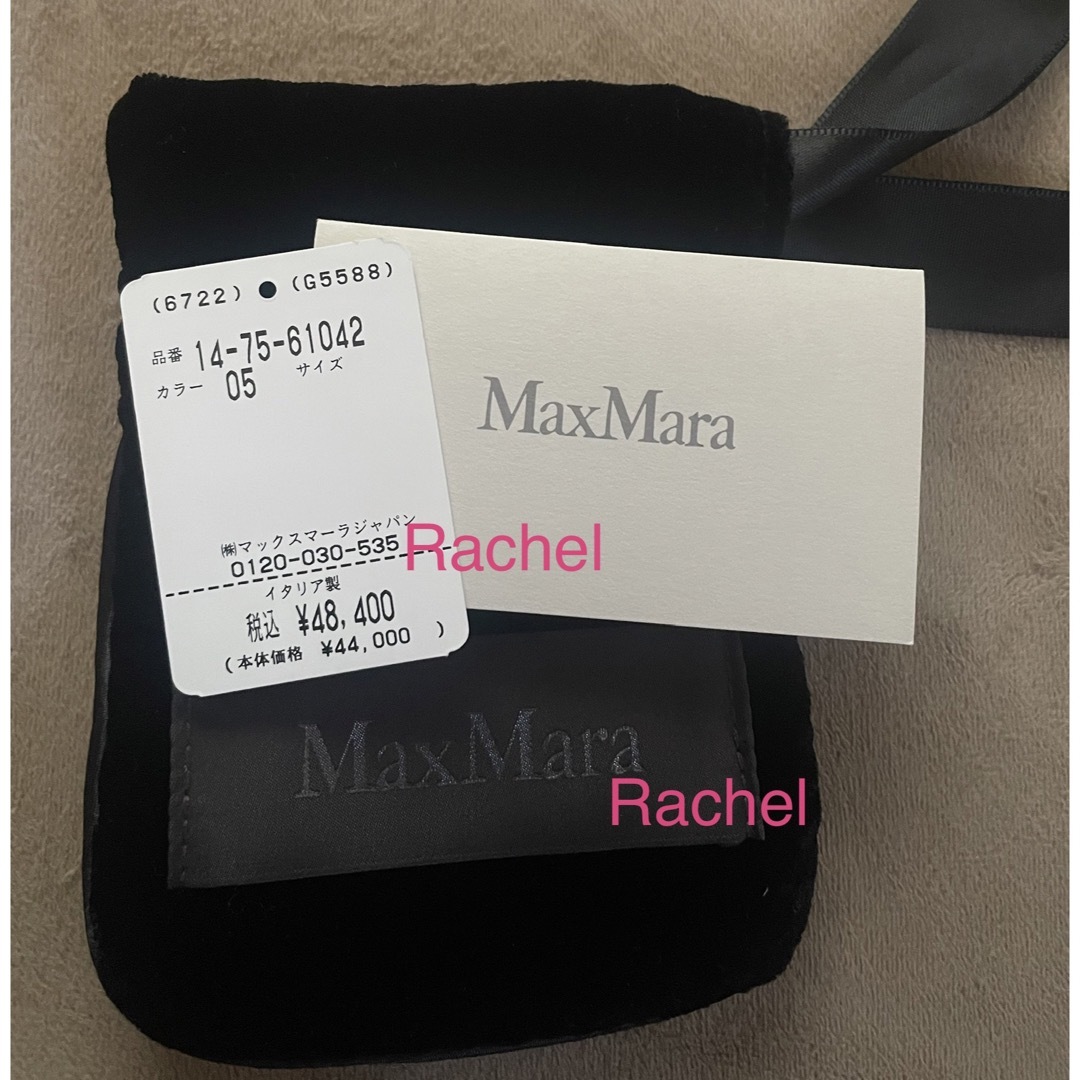 (6722) (G5588)
品番 14-75-61042
カラー 05 サイズ
㈱マックスマーラジャパン
0120-030-535
イタリア製
税込 ¥48,400
(本体価格 ¥44,000 )
MaxMara
Rachel
MaxMara
Rachel